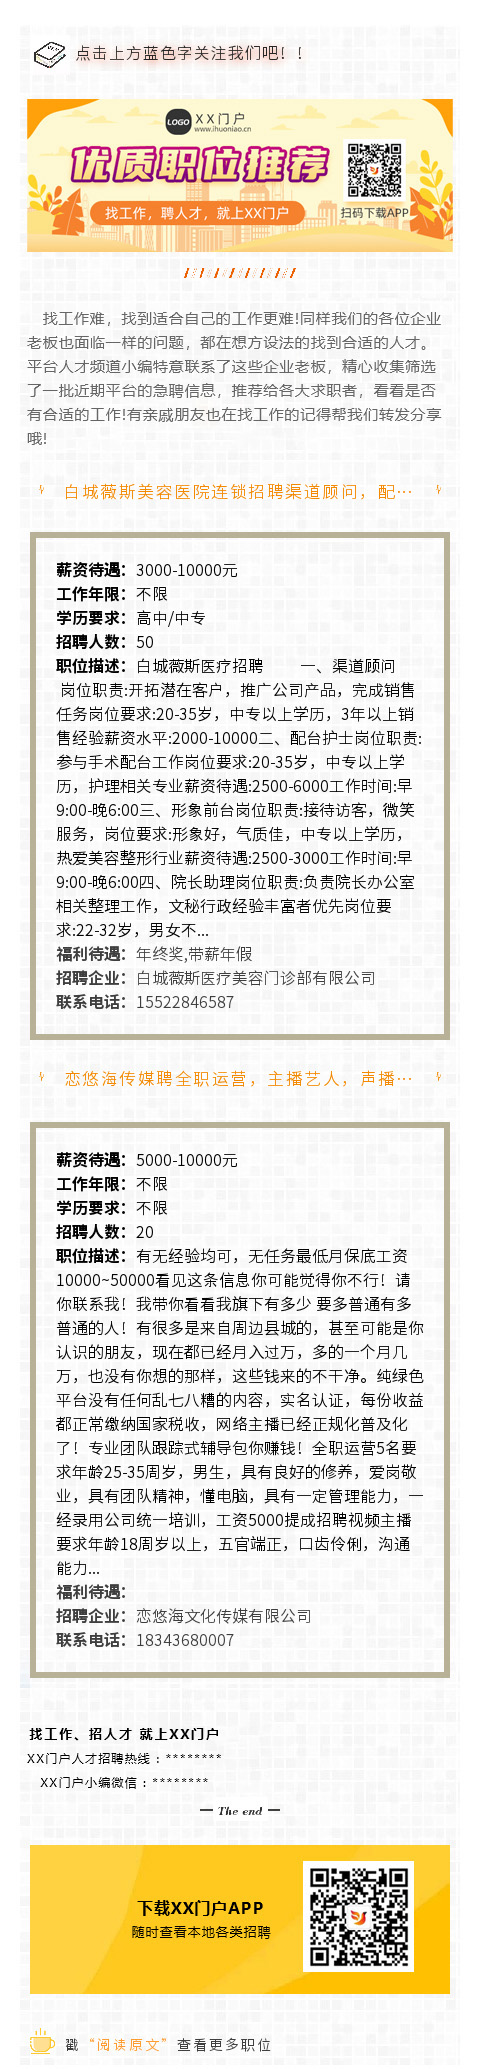 点击上方蓝色字关注我们吧！！
LOGO
XX门户
www.ihuoniao.cn
优质职位推荐
找工作，聘人才，就上XX门户
扫码下载APP
找工作难，找到适合自己的工作更难!同样我们的各位企业
老板也面临一样的问题，都在想方设法的找到合适的人才。
平台人才频道小编特意联系了这些企业老板，精心收集筛选
了一批近期平台的急聘信息，推荐给各大求职者，看看是否
有合适的工作!有亲戚朋友也在找工作的记得帮我们转发分享
哦!
白城薇斯美容医院连锁招聘渠道顾问，配…
薪资待遇：3000-10000元
工作年限：不限
学历要求：高中/中专
招聘人数：50
职位描述：白城薇斯医疗招聘 一、渠道顾问
岗位职责:开拓潜在客户，推广公司产品，完成销售
任务岗位要求:20-35岁，中专以上学历，3年以上销
售经验薪资水平:2000-10000二、配台护士岗位职责:
参与手术配台工作岗位要求:20-35岁，中专以上学
历，护理相关专业薪资待遇:2500-6000工作时间:早
9:00-晚6:00三、形象前台岗位职责:接待访客，微笑
服务，岗位要求:形象好，气质佳，中专以上学历，
热爱美容整形行业薪资待遇:2500-3000工作时间:早
9:00-晚6:00四、院长助理岗位职责:负责院长办公室
相关整理工作，文秘行政经验丰富者优先岗位要
求:22-32岁，男女不...
福利待遇：年终奖,带薪年假
招聘企业：白城薇斯医疗美容门诊部有限公司
联系电话：15522846587
恋悠海传媒聘全职运营，主播艺人，声播…
薪资待遇：5000-10000元
工作年限：不限
学历要求：不限
招聘人数：20
职位描述：有无经验均可，无任务最低月保底工资
10000~50000看见这条信息你可能觉得你不行！请
你联系我！我带你看看我旗下有多少 要多普通有多
普通的人！有很多是来自周边县城的，甚至可能是你
认识的朋友，现在都已经月入过万，多的一个月几
万，也没有你想的那样，这些钱来的不干净。纯绿色
平台没有任何乱七八糟的内容，实名认证，每份收益
都正常缴纳国家税收，网络主播已经正规化普及化
了！专业团队跟踪式辅导包你赚钱！全职运营5名要
求年龄25-35周岁，男生，具有良好的修养，爱岗敬
业，具有团队精神，懂电脑，具有一定管理能力，一
经录用公司统一培训，工资5000提成招聘视频主播
要求年龄18周岁以上，五官端正，口齿伶俐，沟通
能力...
福利待遇：
招聘企业：恋悠海文化传媒有限公司
联系电话：18343680007
找工作、招人才 就上XX门户
XX门户人才招聘热线：********
XX门户小编微信：********
The end
下载XX门户APP
随时查看本地各类招聘
戳“阅读原文”查看更多职位